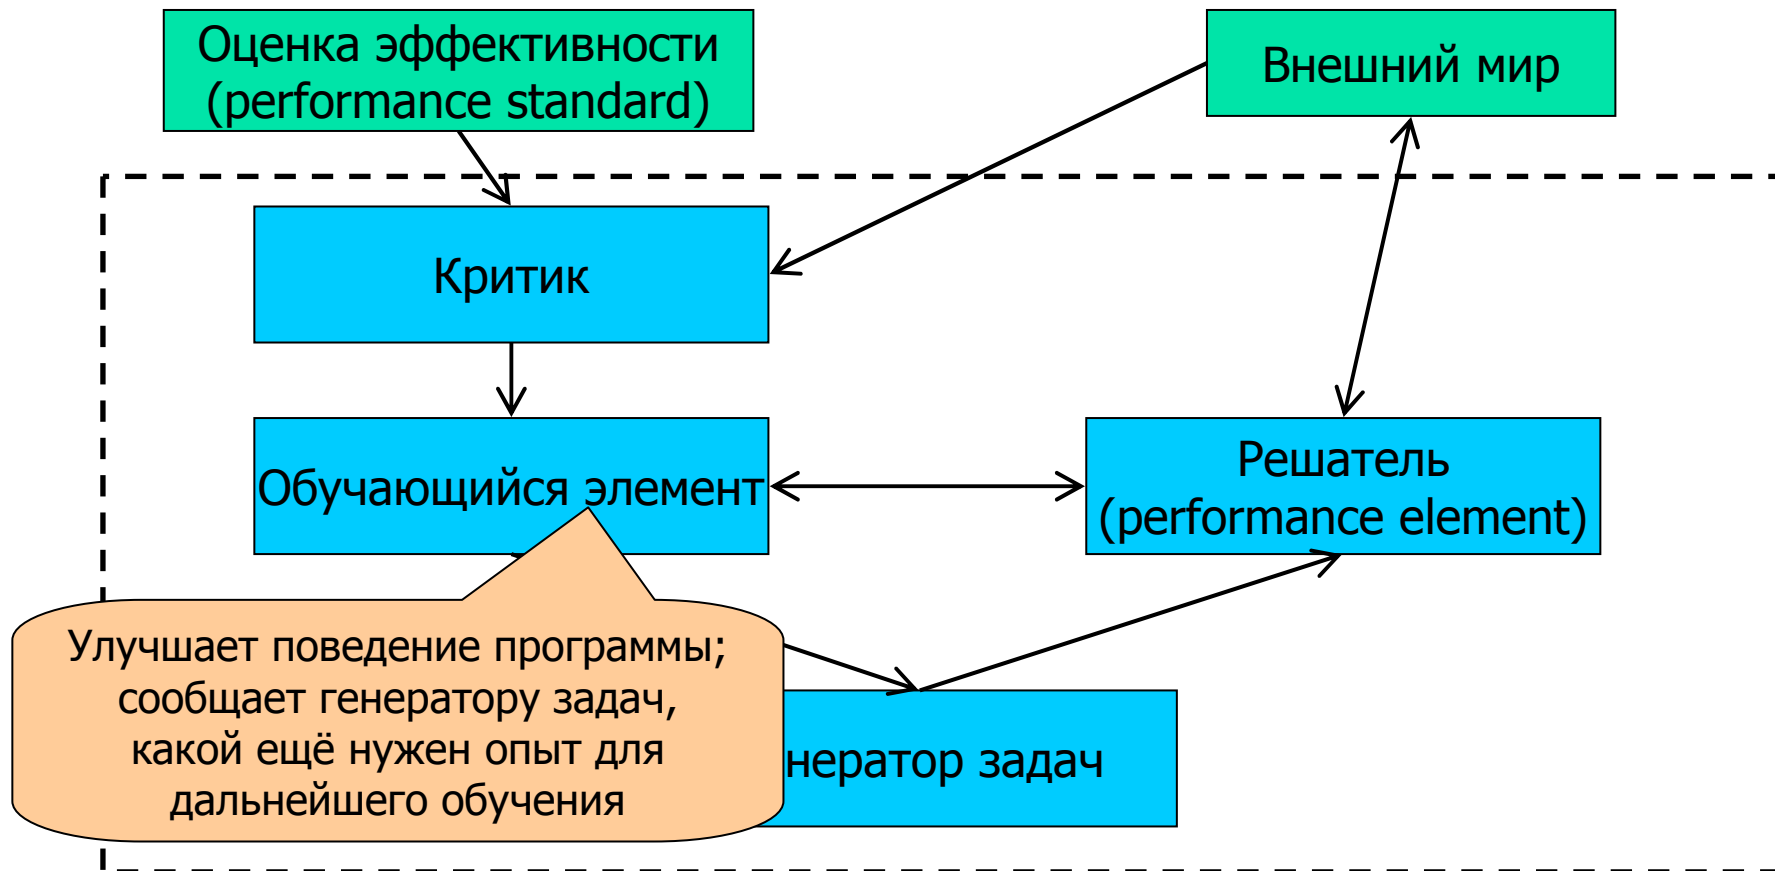 Оценка эффективности
(performance standard)
Внешний мир
Критик
Обучающийся элемент
Решатель
(performance element)
Улучшает поведение программы;
сообщает генератору задач,
какой ещё нужен опыт для
дальнейшего обучения
нератор задач